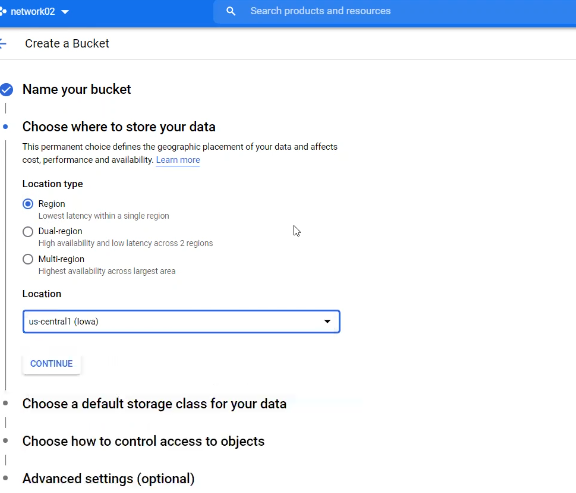 network02
Search products and resources
Create a Bucket
Name your bucket
Choose where to store your data
This permanent choice defines the geographic placement of your data and affects
cost, performance and availability. Learn more
Location type
Region
Lowest latency within a single region
Dual-region
High availability and low latency across 2 regions
Multi-region
Highest availability across largest area
Location
us-central1 (Iowa)
CONTINUE
Choose a default storage class for your data
Choose how to control access to objects
Advanced settings (optional)